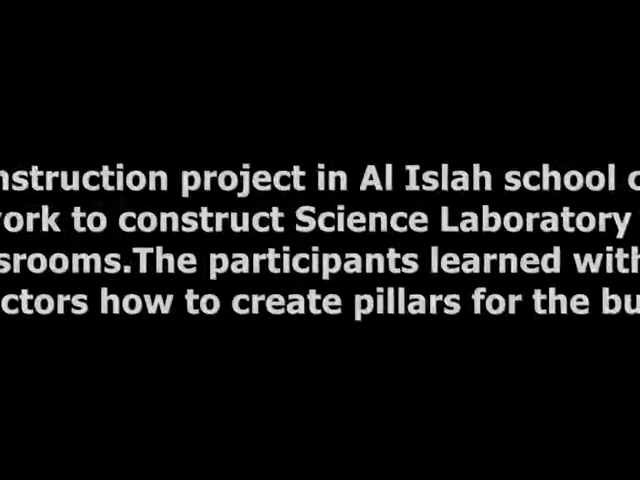 nstruction project in Al Islah school
ork to construct Science Laboratory
srooms.The participants learned with
ctors how to create pillars for the bu